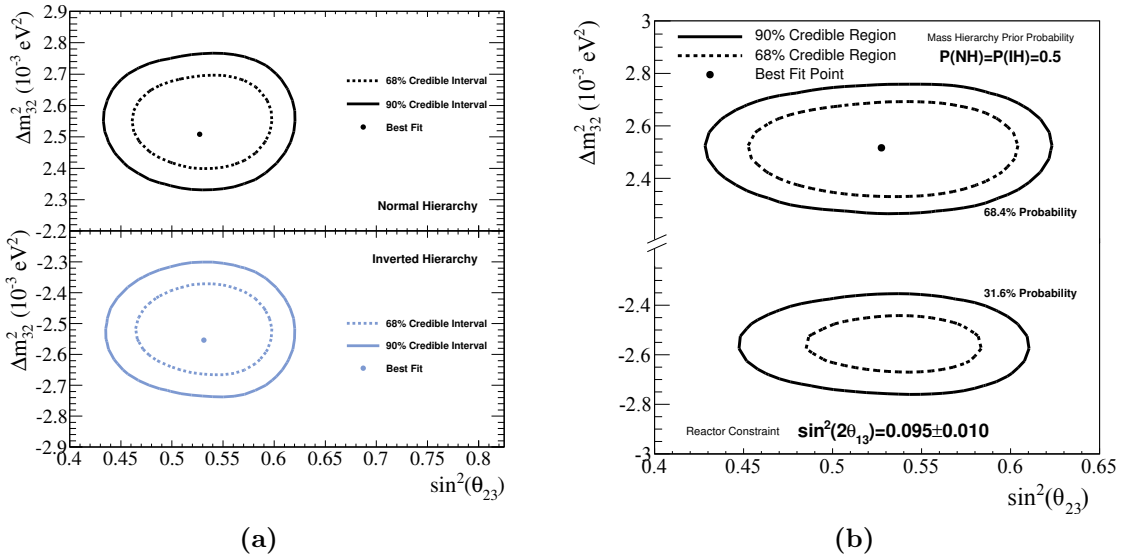 2.9
2.8
2.7
2.6
2.5
2.4
2.3
2.2
Δm²₃₂ (10⁻³ eV²)
68% Credible Interval
90% Credible Interval
Best Fit
Normal Hierarchy
-2.2
-2.3
-2.4
-2.5
-2.6
-2.7
-2.8
-2.9
Δm²₃₂ (10⁻³ eV²)
Inverted Hierarchy
68% Credible Interval
90% Credible Interval
Best Fit
0.4 0.45 0.5 0.55 0.6 0.65 0.7 0.75 0.8
sin²(θ₂₃)
(a)
3
2.8
2.6
2.4
-2.4
-2.6
-2.8
-3
Δm²₃₂ (10⁻³ eV²)
90% Credible Region
68% Credible Region
Best Fit Point
Mass Hierarchy Prior Probability
P(NH)=P(IH)=0.5
68.4% Probability
31.6% Probability
Reactor Constraint sin²(2θ₁₃)=0.095±0.010
0.4 0.45 0.5 0.55 0.6 0.65
sin²(θ₂₃)
(b)